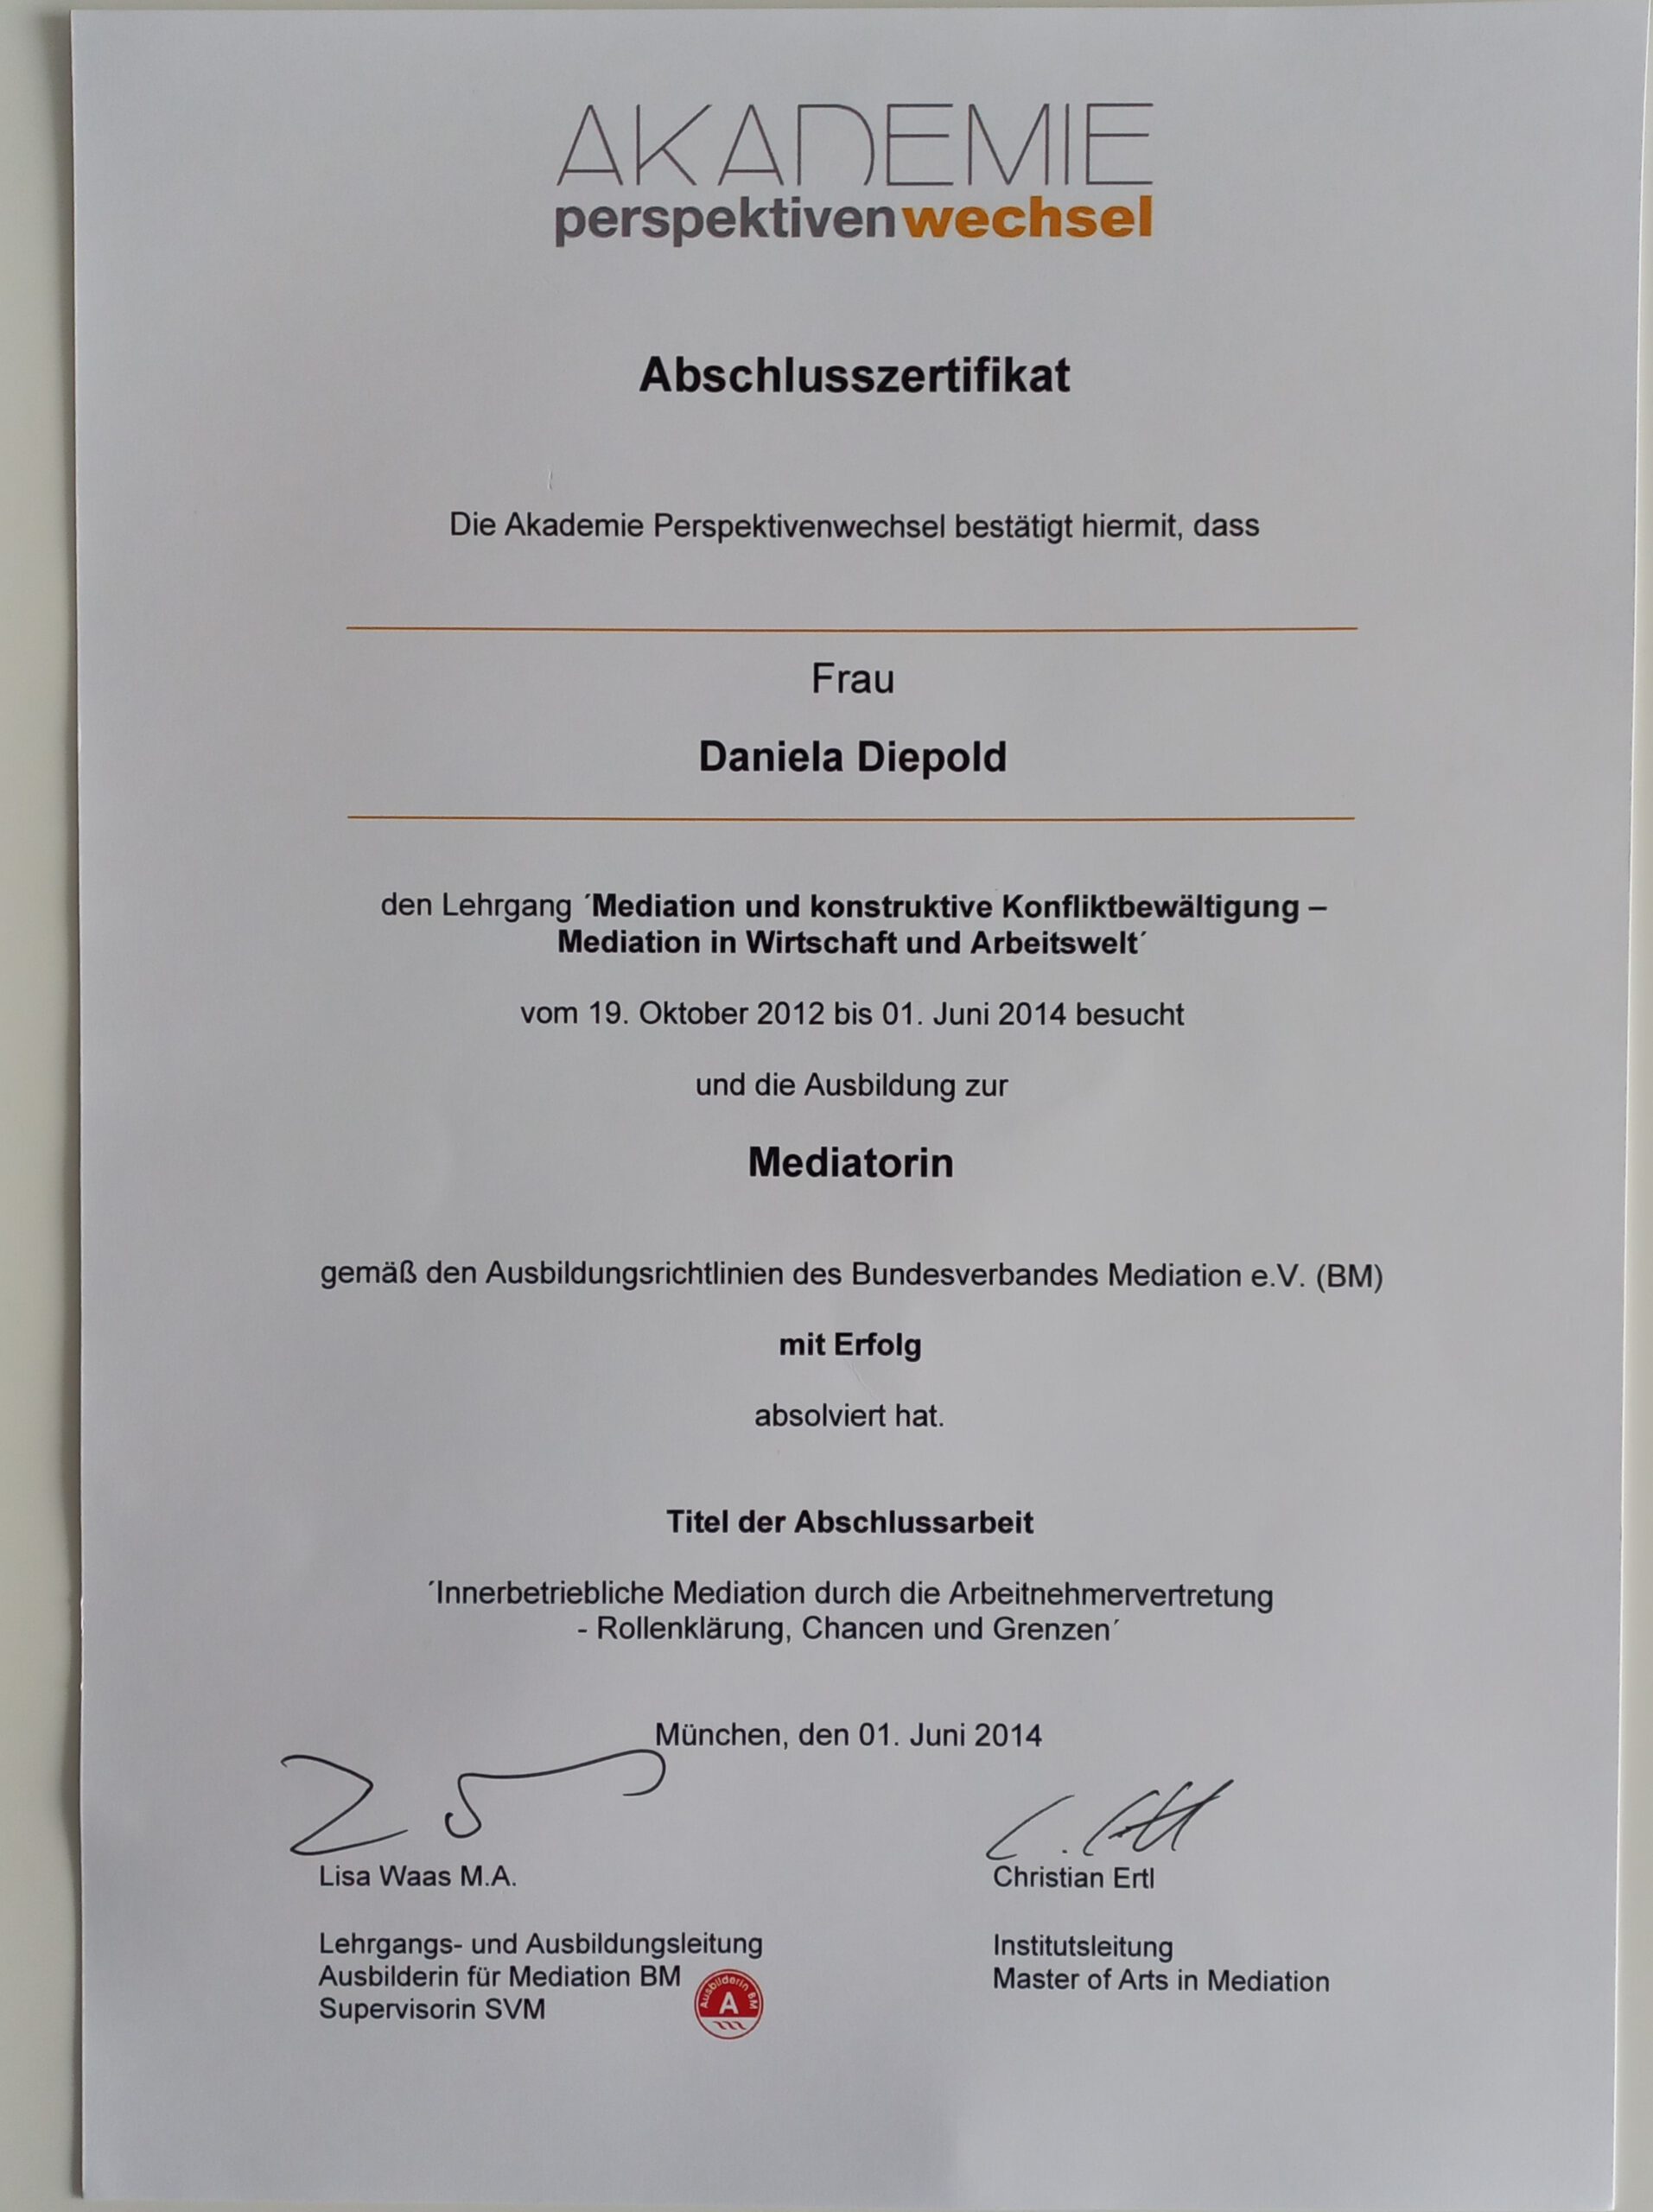 AKADEMIE
perspektivenwechsel
Abschlusszertifikat
Die Akademie Perspektivenwechsel bestätigt hiermit, dass
Frau
Daniela Diepold
den Lehrgang ´Mediation und konstruktive Konfliktbewältigung –
Mediation in Wirtschaft und Arbeitswelt´
vom 19. Oktober 2012 bis 01. Juni 2014 besucht
und die Ausbildung zur
Mediatorin
gemäß den Ausbildungsrichtlinien des Bundesverbandes Mediation e.V. (BM)
mit Erfolg
absolviert hat.
Titel der Abschlussarbeit
´Innerbetriebliche Mediation durch die Arbeitnehmervertretung
- Rollenklärung, Chancen und Grenzen´
München, den 01. Juni 2014
C. Ertl
Lisa Waas M.A.
Christian Ertl
Lehrgangs- und Ausbildungsleitung
Ausbilderin für Mediation BM
Supervisorin SVM
Institutsleitung
Master of Arts in Mediation
AusbilderIn BM
A